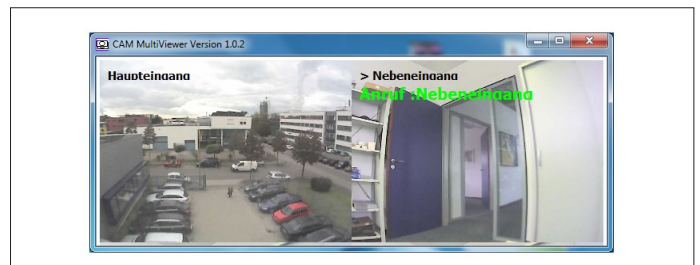 CAM MultiViewer Version 1.0.2
Haupteingang
> Nebeneingang
Anruf :Nebeneingang